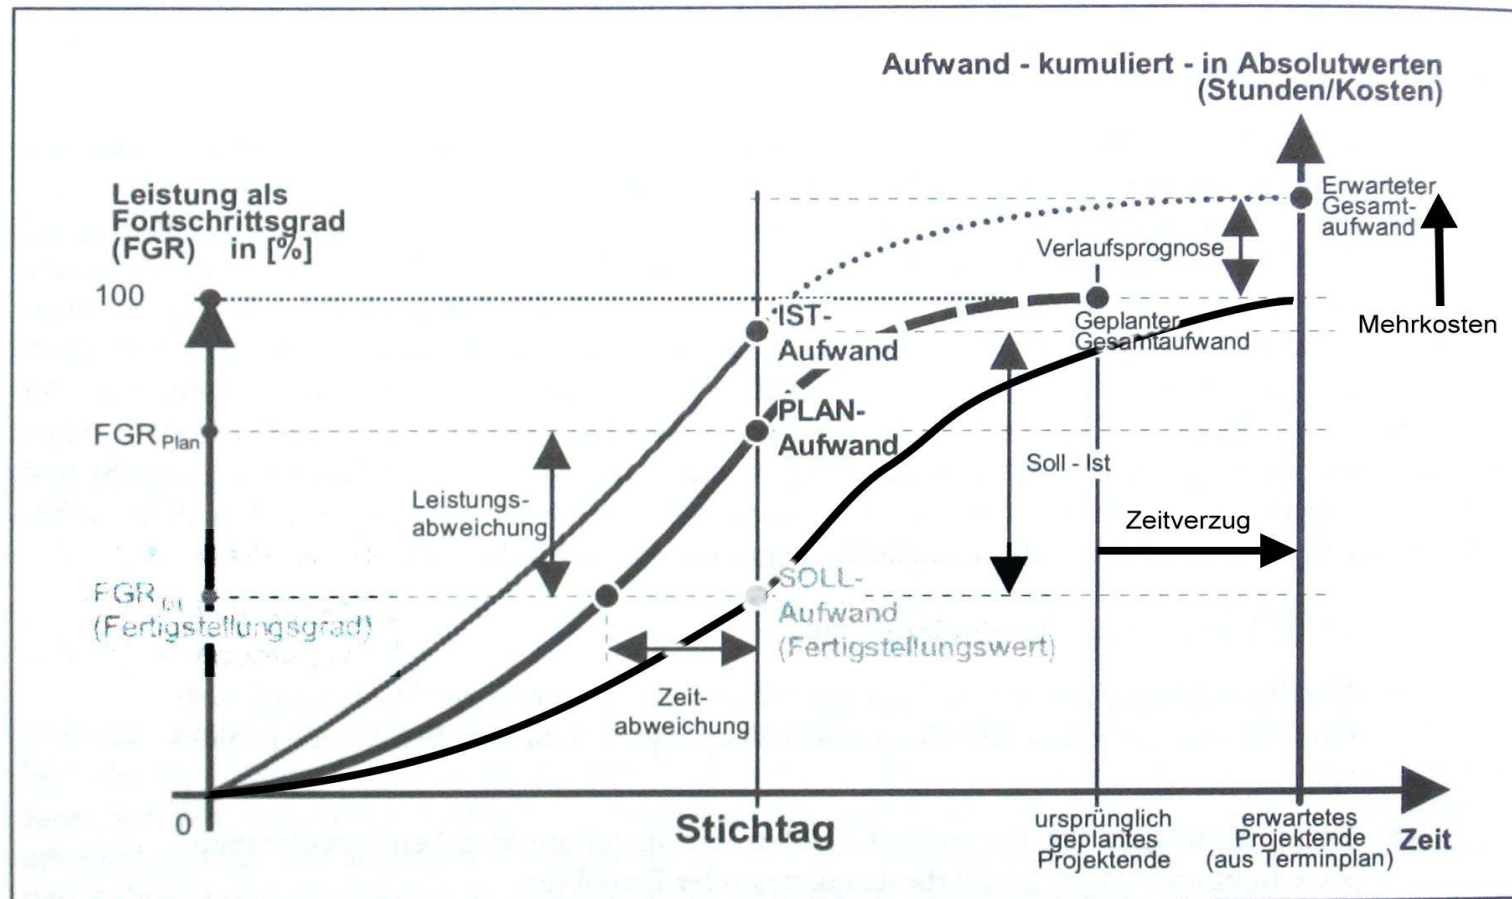 Aufwand - kumuliert - in Absolutwerten
(Stunden/Kosten)
Leistung als
Fortschrittsgrad
(FGR) in [%]
Erwarteter
Gesamt-
aufwand
Verlaufsprognose
100
IST-
Aufwand
Geplanter
Gesamtaufwand
Mehrkosten
PLAN-
Aufwand
FGR Plan
Soll - Ist
Leistungs-
abweichung
Zeitverzug
SOLL-
Aufwand
(Fertigstellungswert)
FGR
(Fertigstellungsgrad)
Zeit-
abweichung
0
Stichtag
ursprünglich
geplantes
Projektende
erwartetes
Projektende
(aus Terminplan)
Zeit